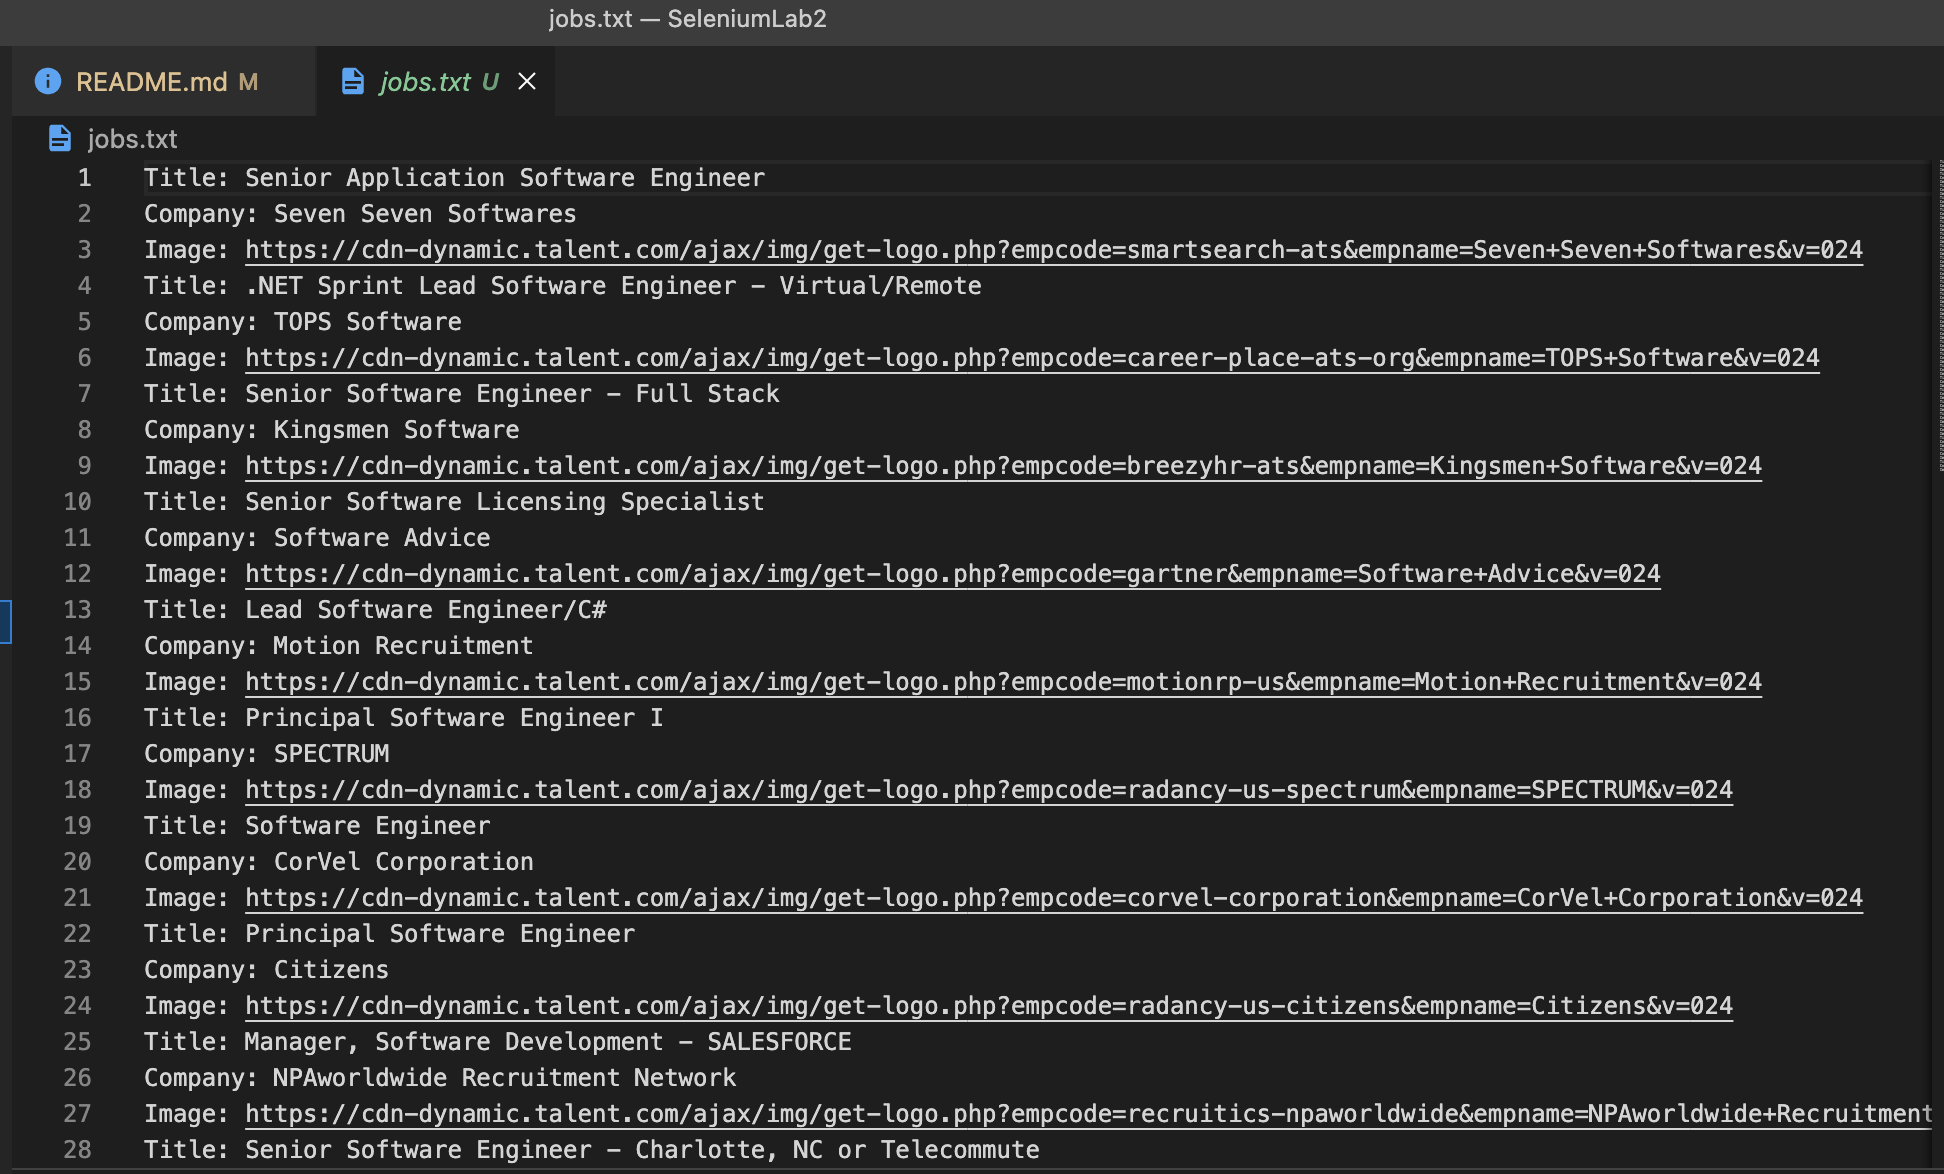 jobs.txt — SeleniumLab2
README.md M jobs.txt U
jobs.txt
1 Title: Senior Application Software Engineer
2 Company: Seven Seven Softwares
3 Image: https://cdn-dynamic.talent.com/ajax/img/get-logo.php?empcode=smartsearch-ats&empname=Seven+Seven+Softwares&v=024
4 Title: .NET Sprint Lead Software Engineer - Virtual/Remote
5 Company: TOPS Software
6 Image: https://cdn-dynamic.talent.com/ajax/img/get-logo.php?empcode=career-place-ats-org&empname=TOPS+Software&v=024
7 Title: Senior Software Engineer - Full Stack
8 Company: Kingsmen Software
9 Image: https://cdn-dynamic.talent.com/ajax/img/get-logo.php?empcode=breezyhr-ats&empname=Kingsmen+Software&v=024
10 Title: Senior Software Licensing Specialist
11 Company: Software Advice
12 Image: https://cdn-dynamic.talent.com/ajax/img/get-logo.php?empcode=gartner&empname=Software+Advice&v=024
13 Title: Lead Software Engineer/C#
14 Company: Motion Recruitment
15 Image: https://cdn-dynamic.talent.com/ajax/img/get-logo.php?empcode=motionrp-us&empname=Motion+Recruitment&v=024
16 Title: Principal Software Engineer I
17 Company: SPECTRUM
18 Image: https://cdn-dynamic.talent.com/ajax/img/get-logo.php?empcode=radancy-us-spectrum&empname=SPECTRUM&v=024
19 Title: Software Engineer
20 Company: CorVel Corporation
21 Image: https://cdn-dynamic.talent.com/ajax/img/get-logo.php?empcode=corvel-corporation&empname=CorVel+Corporation&v=024
22 Title: Principal Software Engineer
23 Company: Citizens
24 Image: https://cdn-dynamic.talent.com/ajax/img/get-logo.php?empcode=radancy-us-citizens&empname=Citizens&v=024
25 Title: Manager, Software Development - SALESFORCE
26 Company: NPAworldwide Recruitment Network
27 Image: https://cdn-dynamic.talent.com/ajax/img/get-logo.php?empcode=recruitics-npaworldwide&empname=NPAworldwide+Recruitment
28 Title: Senior Software Engineer - Charlotte, NC or Telecommute